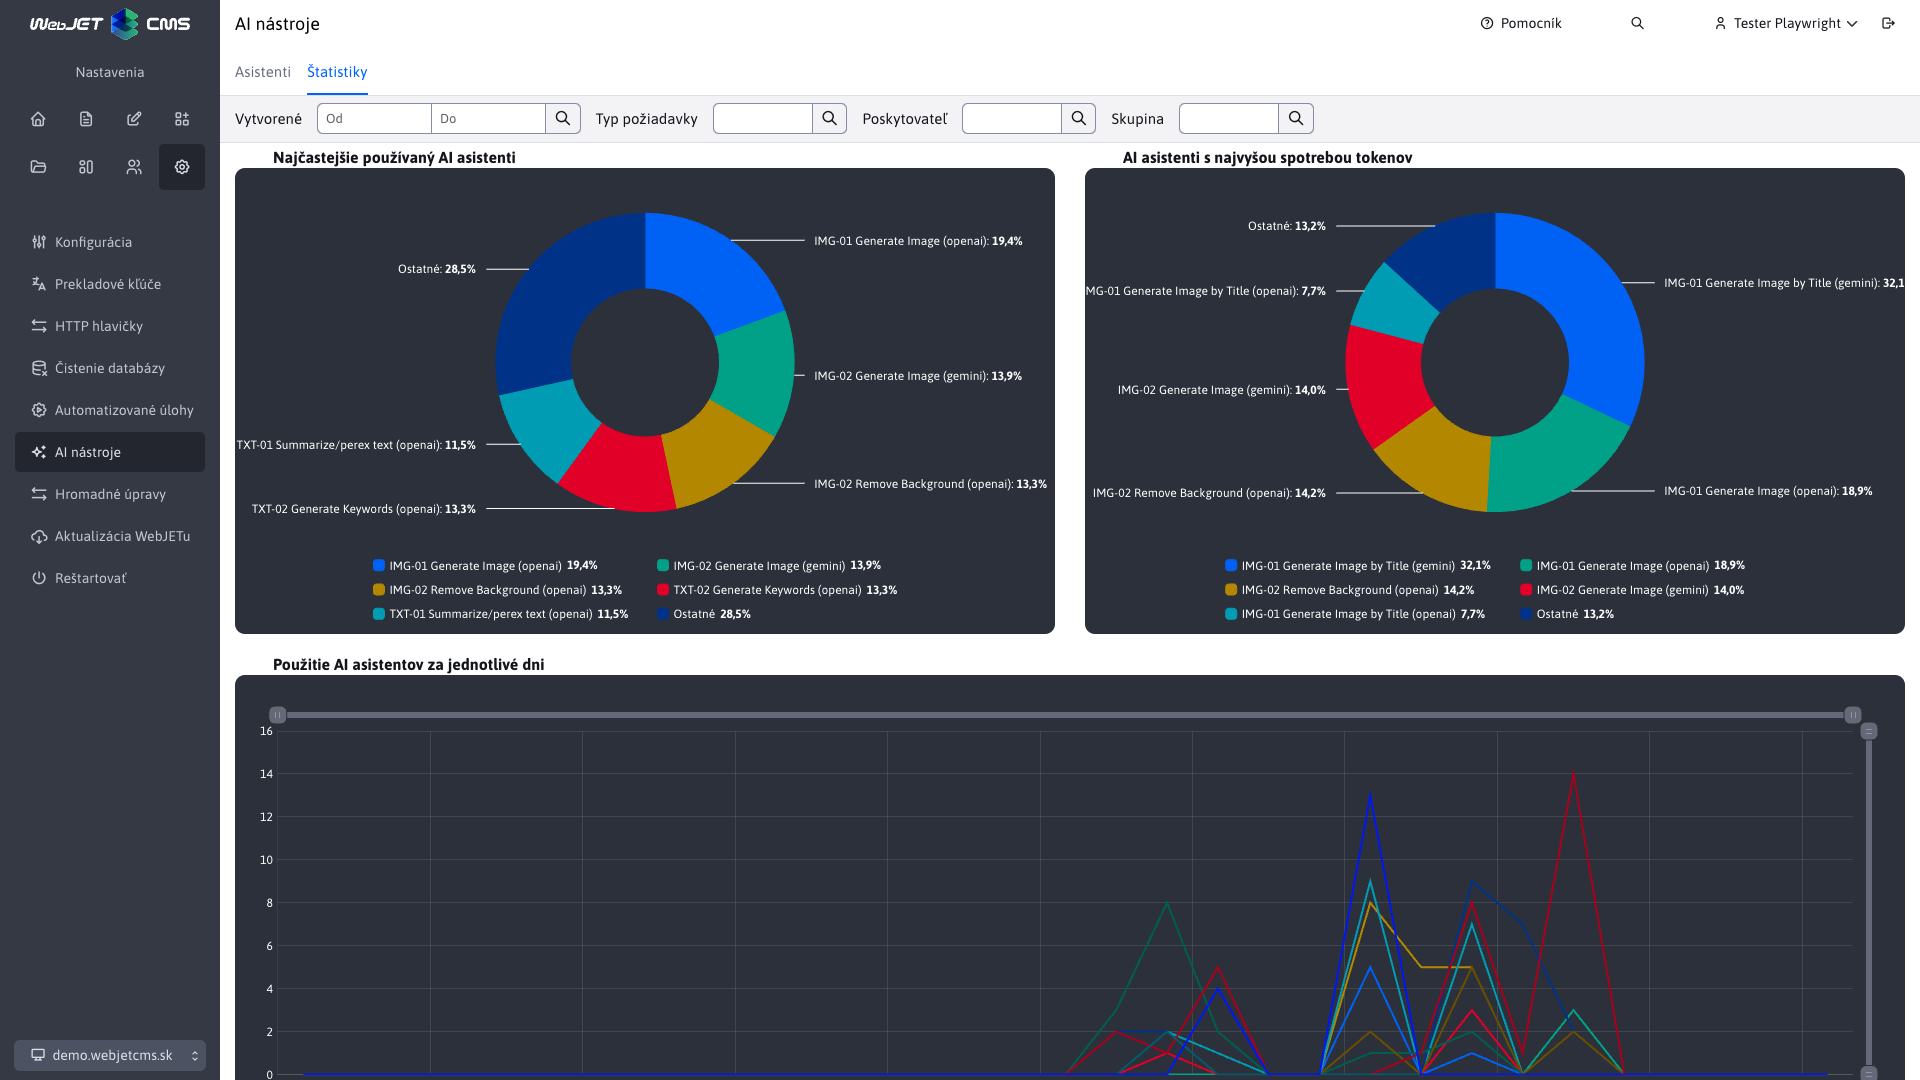 WebJET CMS
Nastavenia
Konfigurácia
Prekladové kľúče
HTTP hlavičky
Čistenie databázy
Automatizované úlohy
AI nástroje
Hromadné úpravy
Aktualizácia WebJETu
Reštartovať
demo.webjetcms.sk
AI nástroje
Pomocník
Tester Playwright
Asistenti
Štatistiky
Vytvorené
Od
Do
Typ požiadavky
Poskytovateľ
Skupina
Najčastejšie používaný AI asistenti
IMG-01 Generate Image (openai): 19,4%
Ostatné: 28,5%
IMG-02 Generate Image (gemini): 13,9%
TXT-01 Summarize/perex text (openai): 11,5%
IMG-02 Remove Background (openai): 13,3%
TXT-02 Generate Keywords (openai): 13,3%
IMG-01 Generate Image (openai) 19,4%
IMG-02 Generate Image (gemini) 13,9%
IMG-02 Remove Background (openai) 13,3%
TXT-02 Generate Keywords (openai) 13,3%
TXT-01 Summarize/perex text (openai) 11,5%
Ostatné 28,5%
AI asistenti s najvyšou spotrebou tokenov
Ostatné: 13,2%
IMG-01 Generate Image by Title (gemini): 32,1
MG-01 Generate Image by Title (openai): 7,7%
IMG-02 Generate Image (gemini): 14,0%
IMG-02 Remove Background (openai): 14,2%
IMG-01 Generate Image (openai): 18,9%
IMG-01 Generate Image by Title (gemini) 32,1%
IMG-01 Generate Image (openai) 18,9%
IMG-02 Remove Background (openai) 14,2%
IMG-02 Generate Image (gemini) 14,0%
IMG-01 Generate Image by Title (openai) 7,7%
Ostatné 13,2%
Použitie AI asistentov za jednotlivé dni
16
14
12
10
8
6
4
2
0